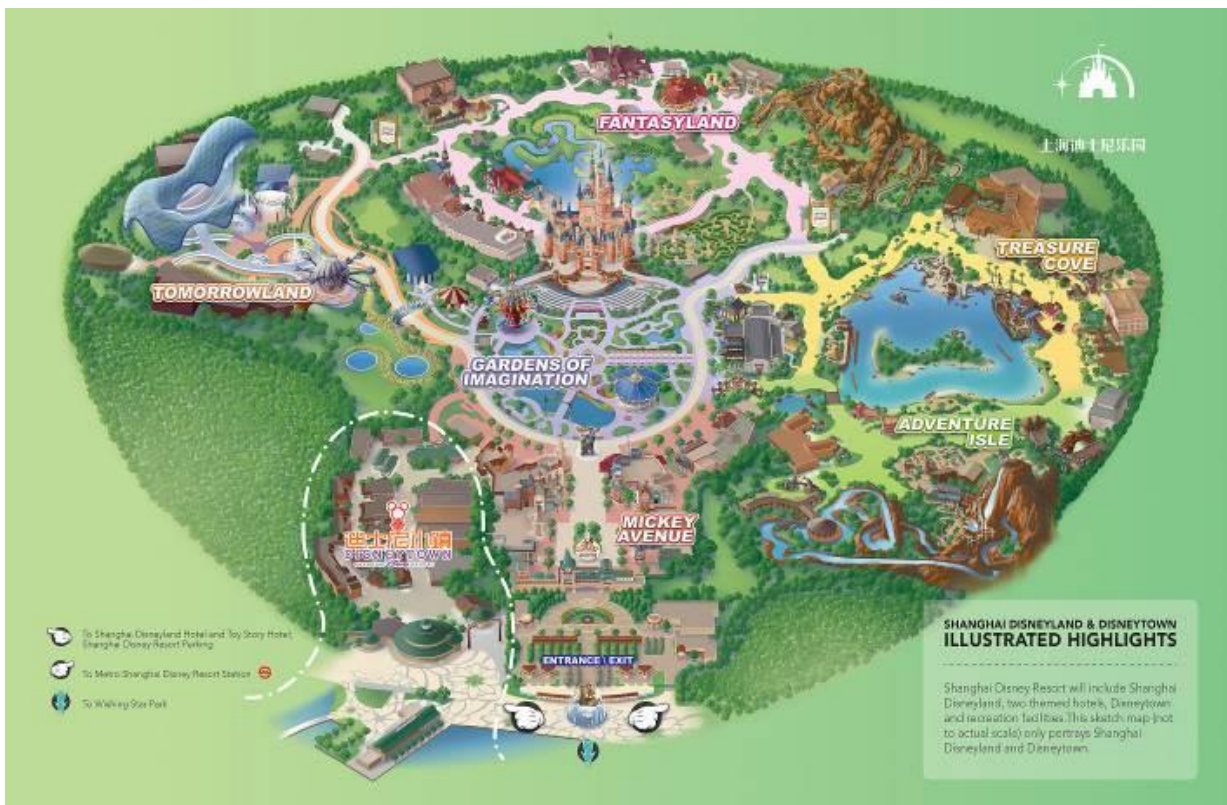 FANTASYLAND
上海迪士尼乐园
TREASURE
COVE
TOMORROWLAND
GARDENS OF
IMAGINATION
ADVENTURE
ISLE
MICKEY
AVENUE
迪士尼小镇
DISNEYTOWN
ENTRANCE \ EXIT
To Shanghai Disneyland Hotel and Toy Story Hotel,
Shanghai Disney Resort Parking
To Metro Shanghai Disney Resort Station
To Wishing Star Park
SHANGHAI DISNEYLAND & DISNEYTOWN
ILLUSTRATED HIGHLIGHTS
Shanghai Disney Resort will include Shanghai
Disneyland, two themed hotels, Disneytown
and recreation facilities. This sketch map (not
to actual scale) only portrays Shanghai
Disneyland and Disneytown.